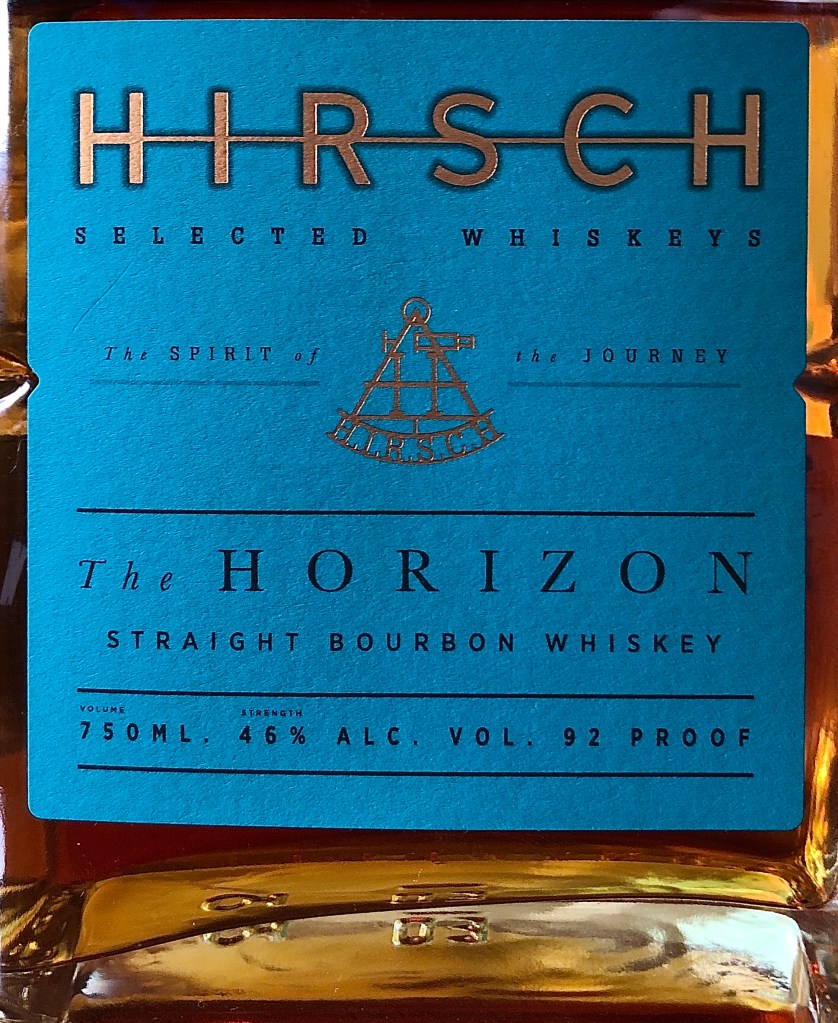 HIRSCH
SELECTED WHISKEYS
The SPIRIT of the JOURNEY
H.I.R.S.C.H
The HORIZON
STRAIGHT BOURBON WHISKEY
VOLUME STRENGTH
750ML. 46% ALC. VOL. 92 PROOF